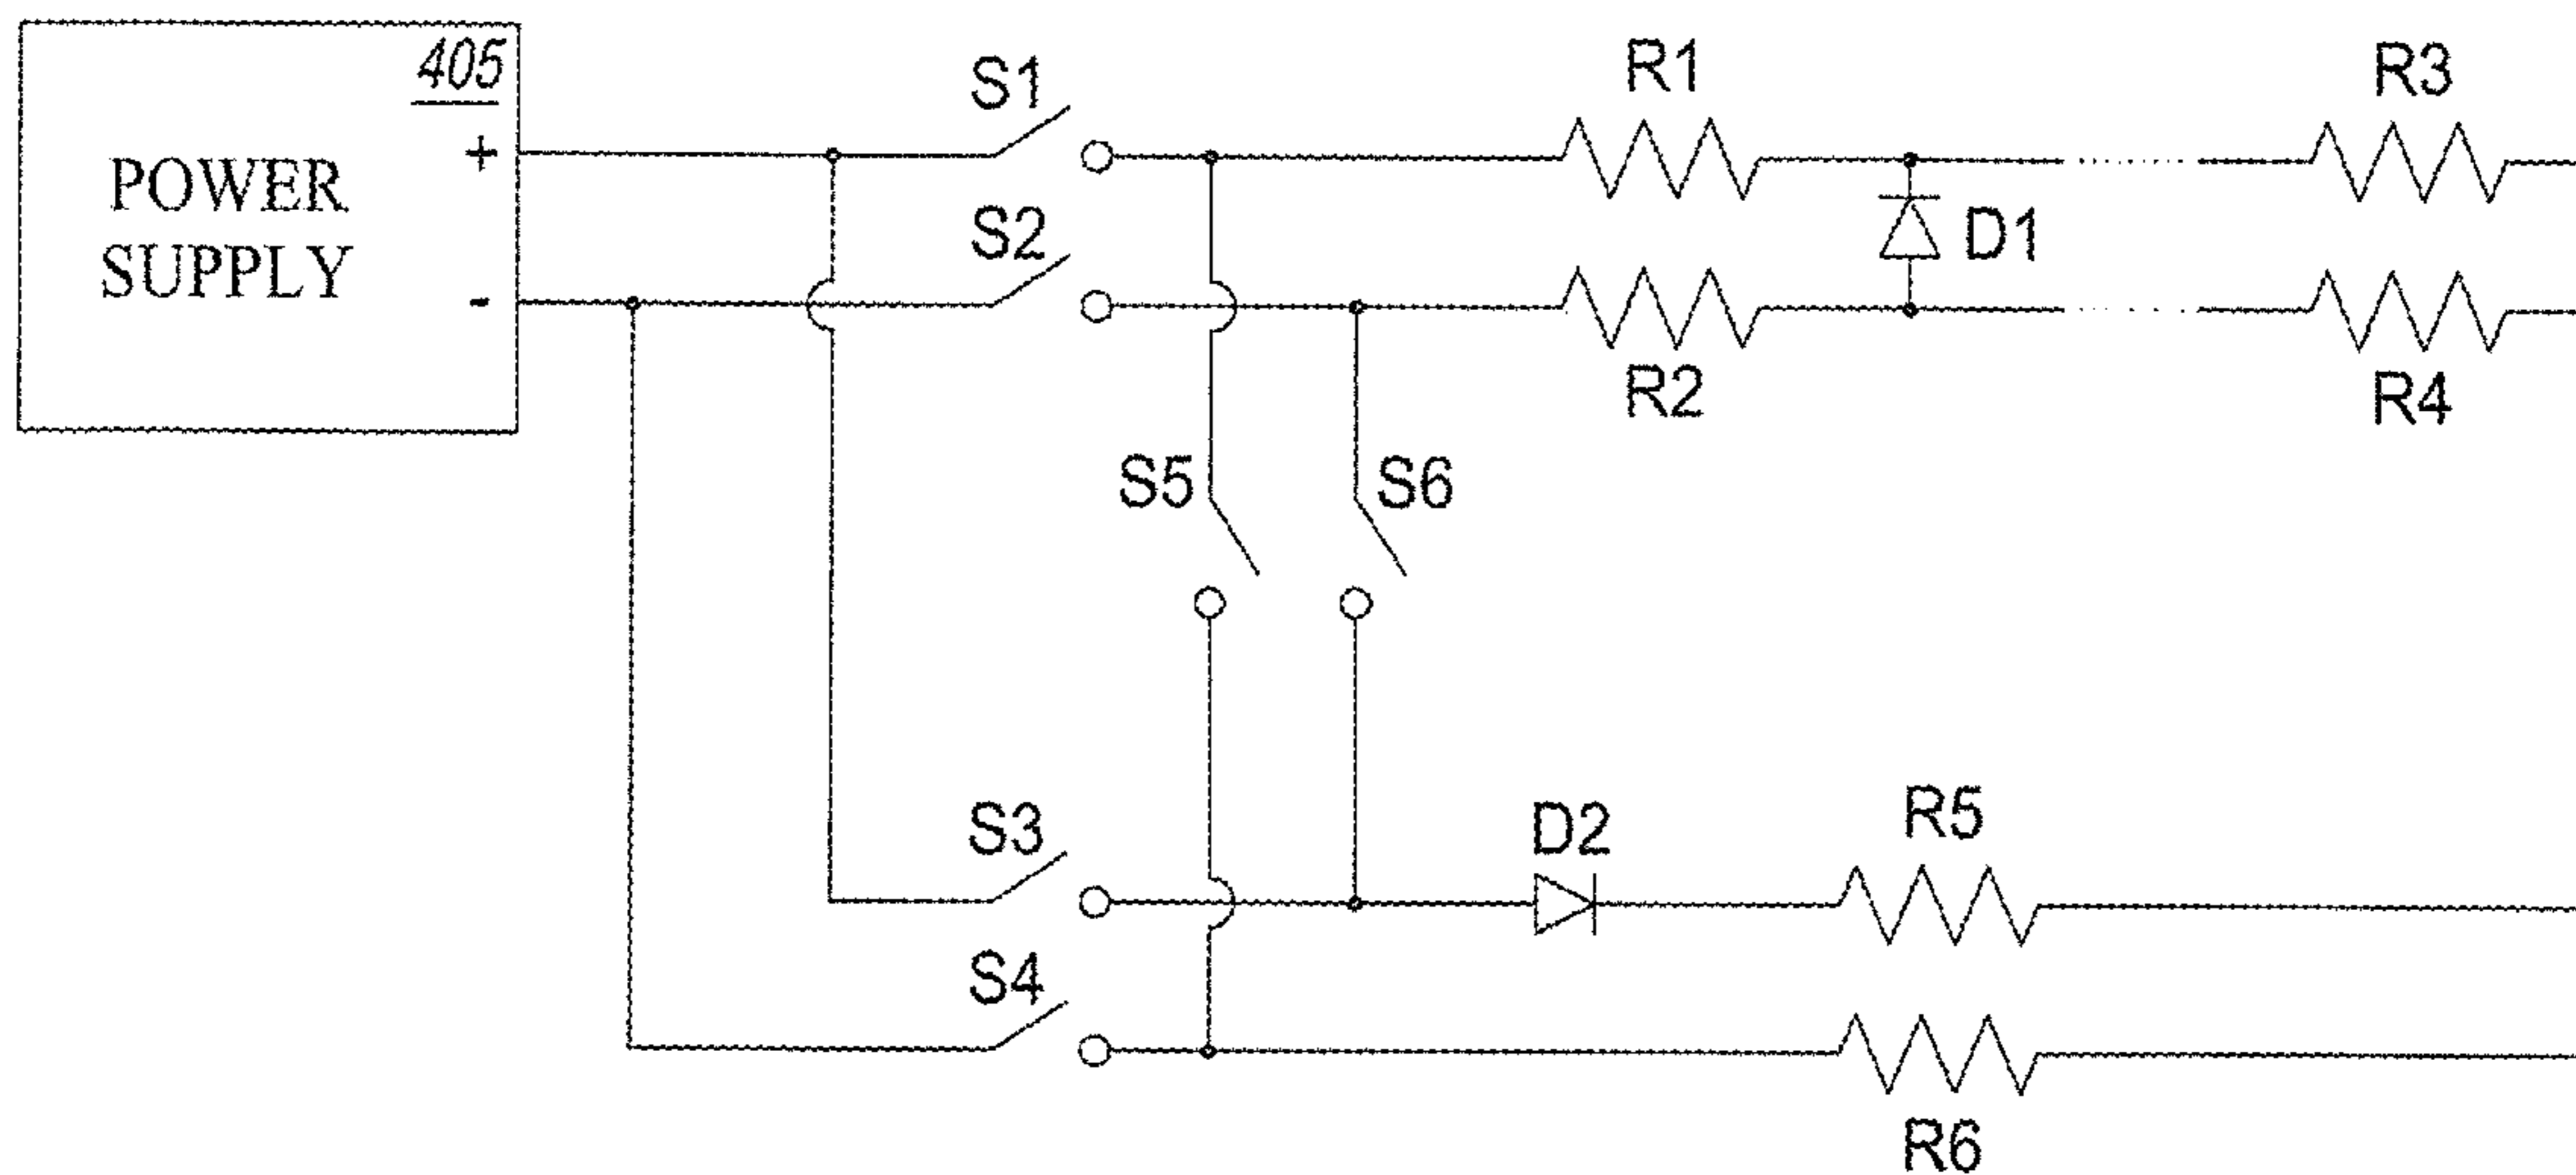 405
POWER
SUPPLY
+
-
S1
R1
R3
S2
D1
R2
R4
S5
S6
S3
D2
R5
S4
R6